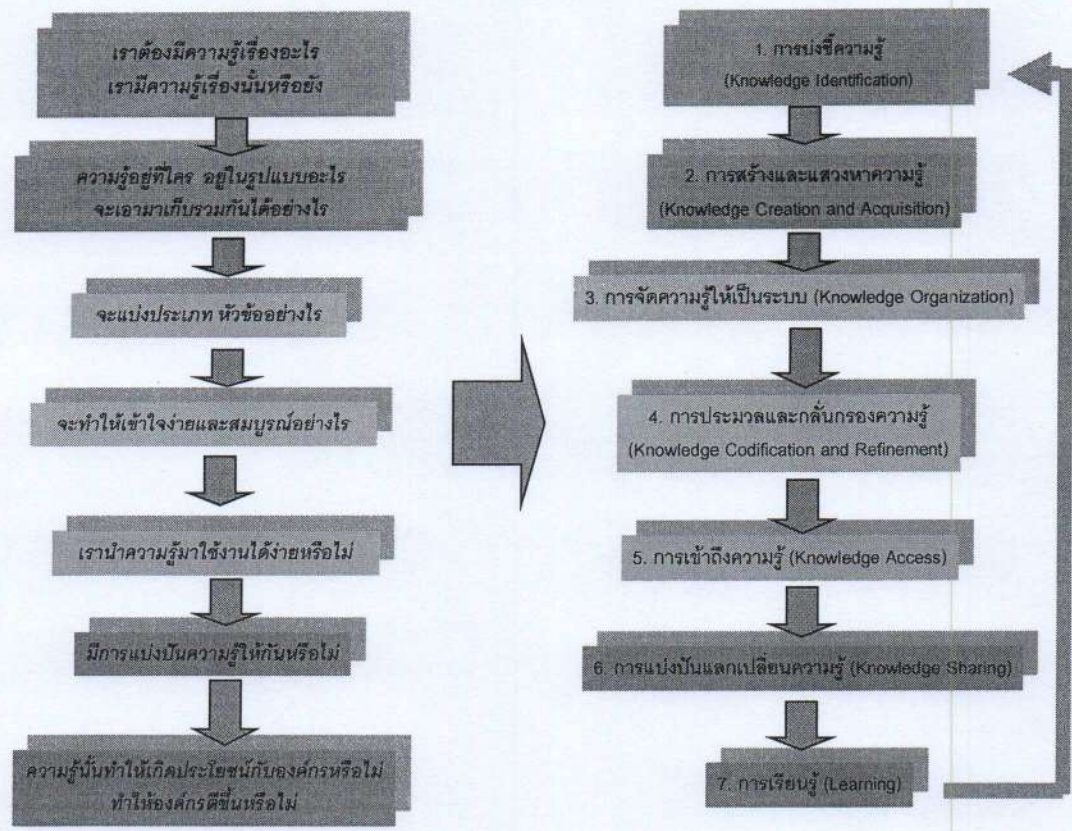 เราต้องมีความรู้เรื่องอะไร
เรามีความรู้เรื่องนั้นหรือยัง
ความรู้อยู่ที่ใคร อยู่ในรูปแบบอะไร
จะเอามาเก็บรวมกันได้อย่างไร
จะแบ่งประเภท หัวข้ออย่างไร
จะทำให้เข้าใจง่ายและสมบูรณ์อย่างไร
เรานำความรู้มาใช้งานได้ง่ายหรือไม่
มีการแบ่งปันความรู้ให้กันหรือไม่
ความรู้นั้นทำให้เกิดประโยชน์กับองค์กรหรือไม่
ทำให้องค์กรดีขึ้นหรือไม่
1. การบ่งชี้ความรู้
(Knowledge Identification)
2. การสร้างและแสวงหาความรู้
(Knowledge Creation and Acquisition)
3. การจัดความรู้ให้เป็นระบบ (Knowledge Organization)
4. การประมวลและกลั่นกรองความรู้
(Knowledge Codification and Refinement)
5. การเข้าถึงความรู้ (Knowledge Access)
6. การแบ่งปันแลกเปลี่ยนความรู้ (Knowledge Sharing)
7. การเรียนรู้ (Learning)